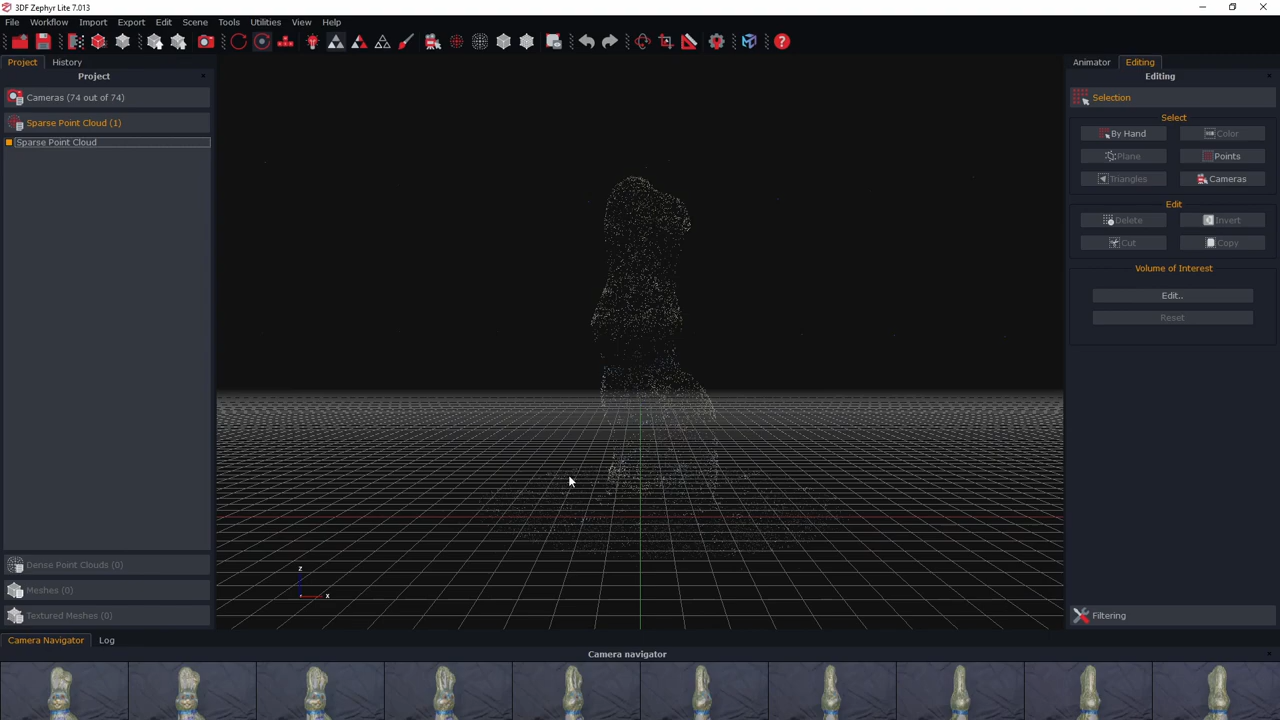 3DF Zephyr Lite 7.013
File Workflow Import Export Edit Scene Tools Utilities View Help
Project History
Project
Cameras (74 out of 74)
Sparse Point Cloud (1)
Sparse Point Cloud
Dense Point Clouds (0)
Meshes (0)
Textured Meshes (0)
z
x
Animator Editing
Editing
Selection
Select
By Hand Color
Plane Points
Triangles Cameras
Edit
Delete Invert
Cut Copy
Volume of Interest
Edit..
Reset
Filtering
Camera Navigator Log
Camera navigator